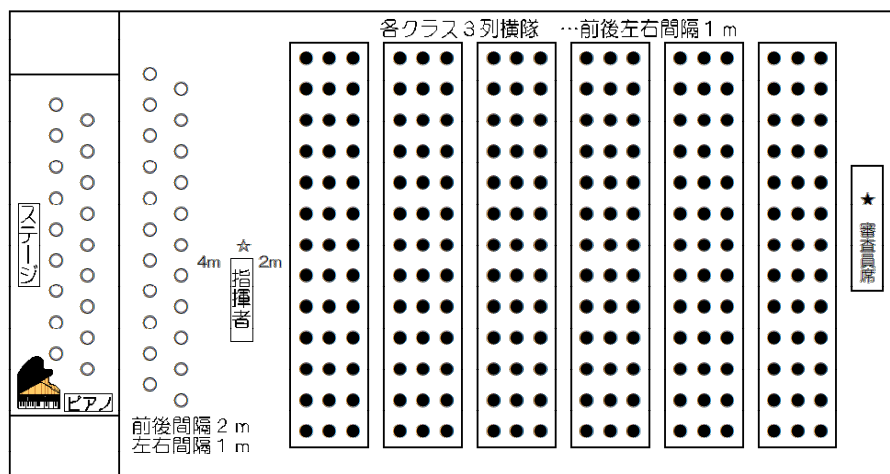 各クラス３列横隊 …前後左右間隔１ｍ
ステージ
4m
☆
2m
指揮者
★ 審査員席
ピアノ
前後間隔２ｍ
左右間隔１ｍ